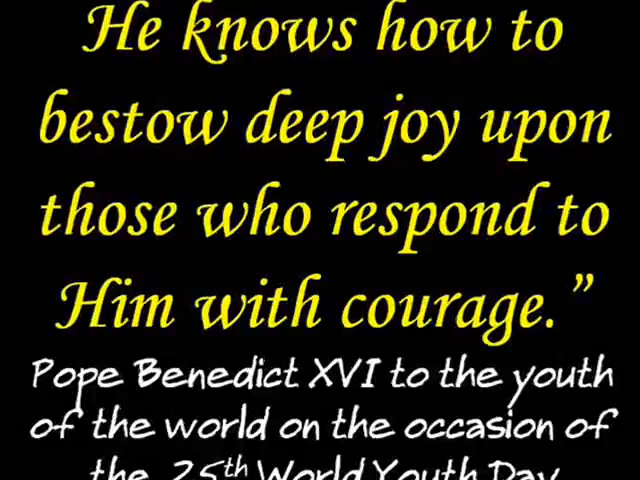 He knows how to
bestow deep joy upon
those who respond to
Him with courage.”
Pope Benedict XVI to the youth
of the world on the occasion of
the 25th World Youth Day